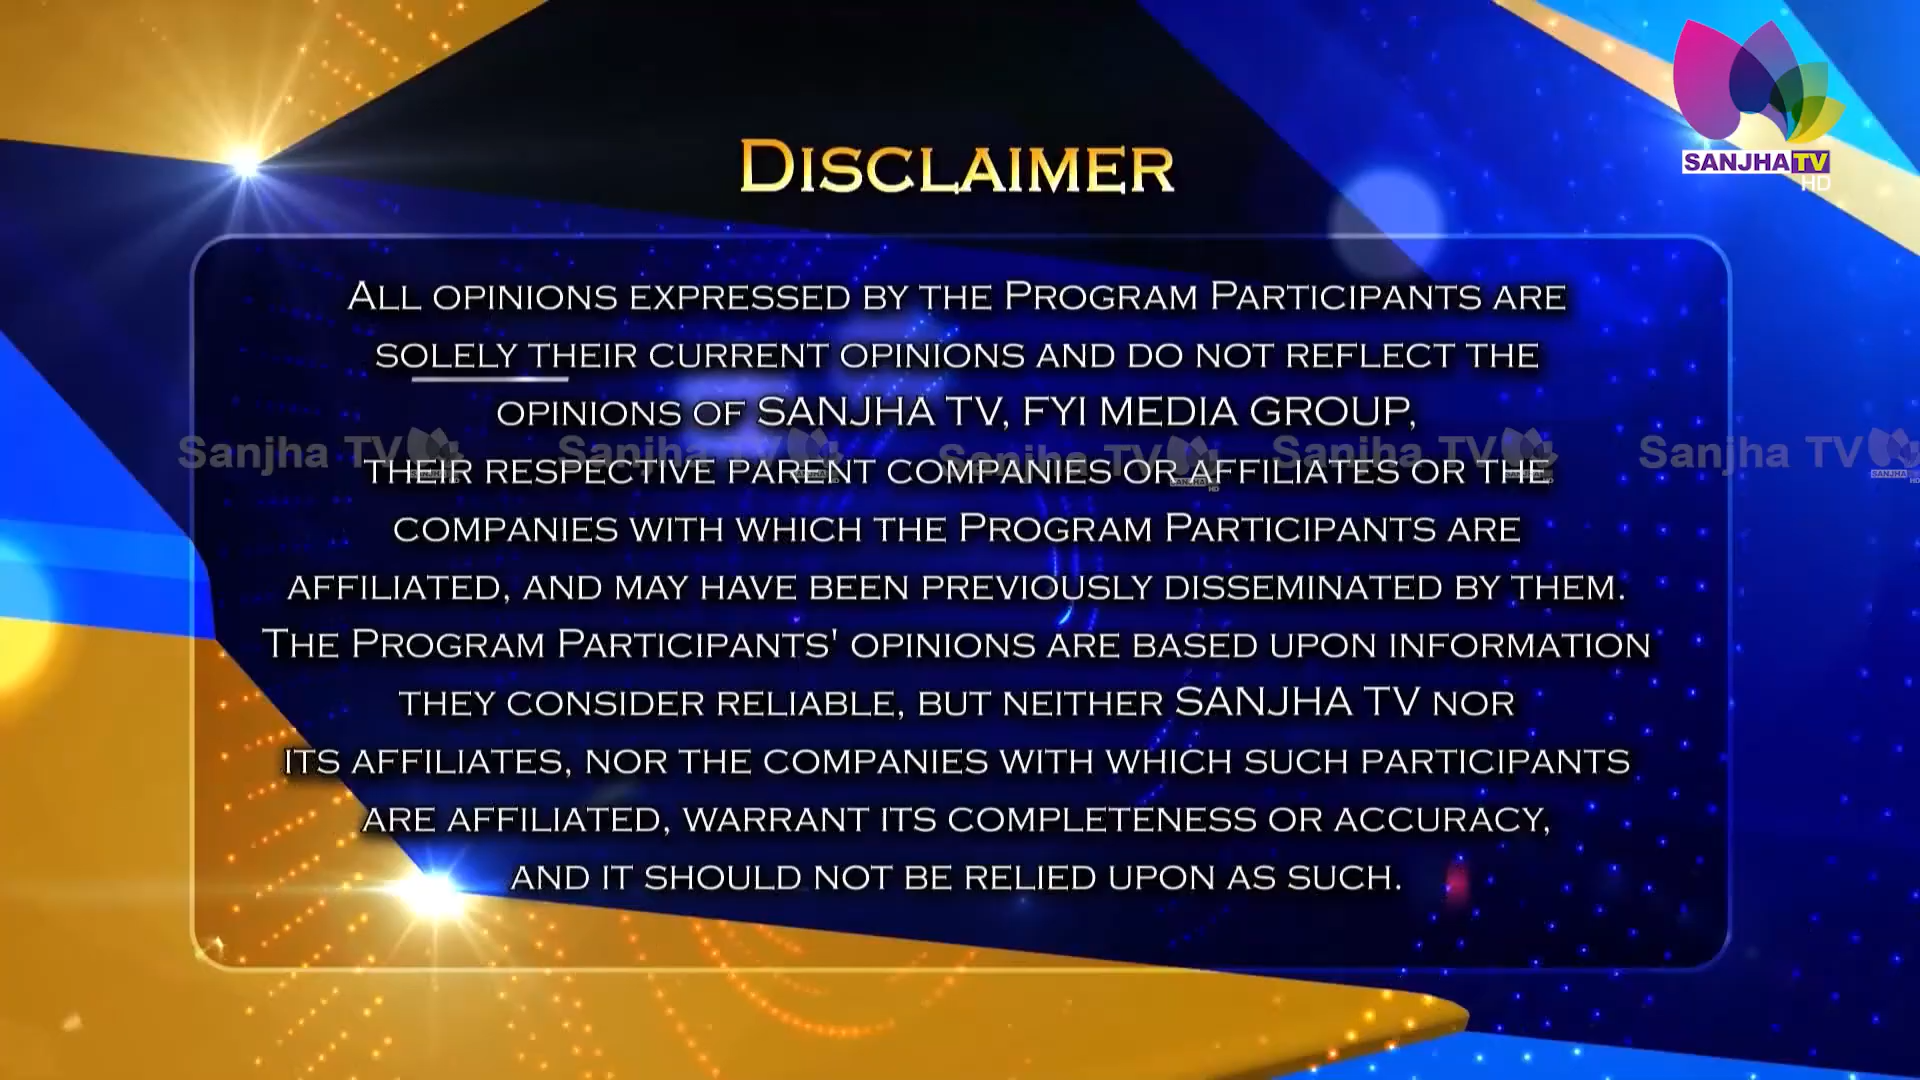 SANJHA TV
HD
DISCLAIMER
ALL OPINIONS EXPRESSED BY THE PROGRAM PARTICIPANTS ARE
SOLELY THEIR CURRENT OPINIONS AND DO NOT REFLECT THE
OPINIONS OF SANJHA TV, FYI MEDIA GROUP,
Sanjha TV Sanjha TV Sanjha TV Sanjha TV Sanjha TV
THEIR RESPECTIVE PARENT COMPANIES OR AFFILIATES OR THE
COMPANIES WITH WHICH THE PROGRAM PARTICIPANTS ARE
AFFILIATED, AND MAY HAVE BEEN PREVIOUSLY DISSEMINATED BY THEM.
THE PROGRAM PARTICIPANTS' OPINIONS ARE BASED UPON INFORMATION
THEY CONSIDER RELIABLE, BUT NEITHER SANJHA TV NOR
ITS AFFILIATES, NOR THE COMPANIES WITH WHICH SUCH PARTICIPANTS
ARE AFFILIATED, WARRANT ITS COMPLETENESS OR ACCURACY,
AND IT SHOULD NOT BE RELIED UPON AS SUCH.